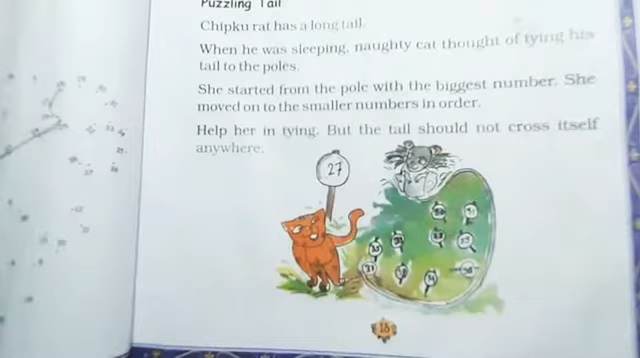 Puzzling Tail
Chipku rat has a long tail.
When he was sleeping, naughty cat thought of tying his
tail to the poles.
She started from the pole with the biggest number. She
moved on to the smaller numbers in order.
Help her in tying. But the tail should not cross itself
anywhere.
27